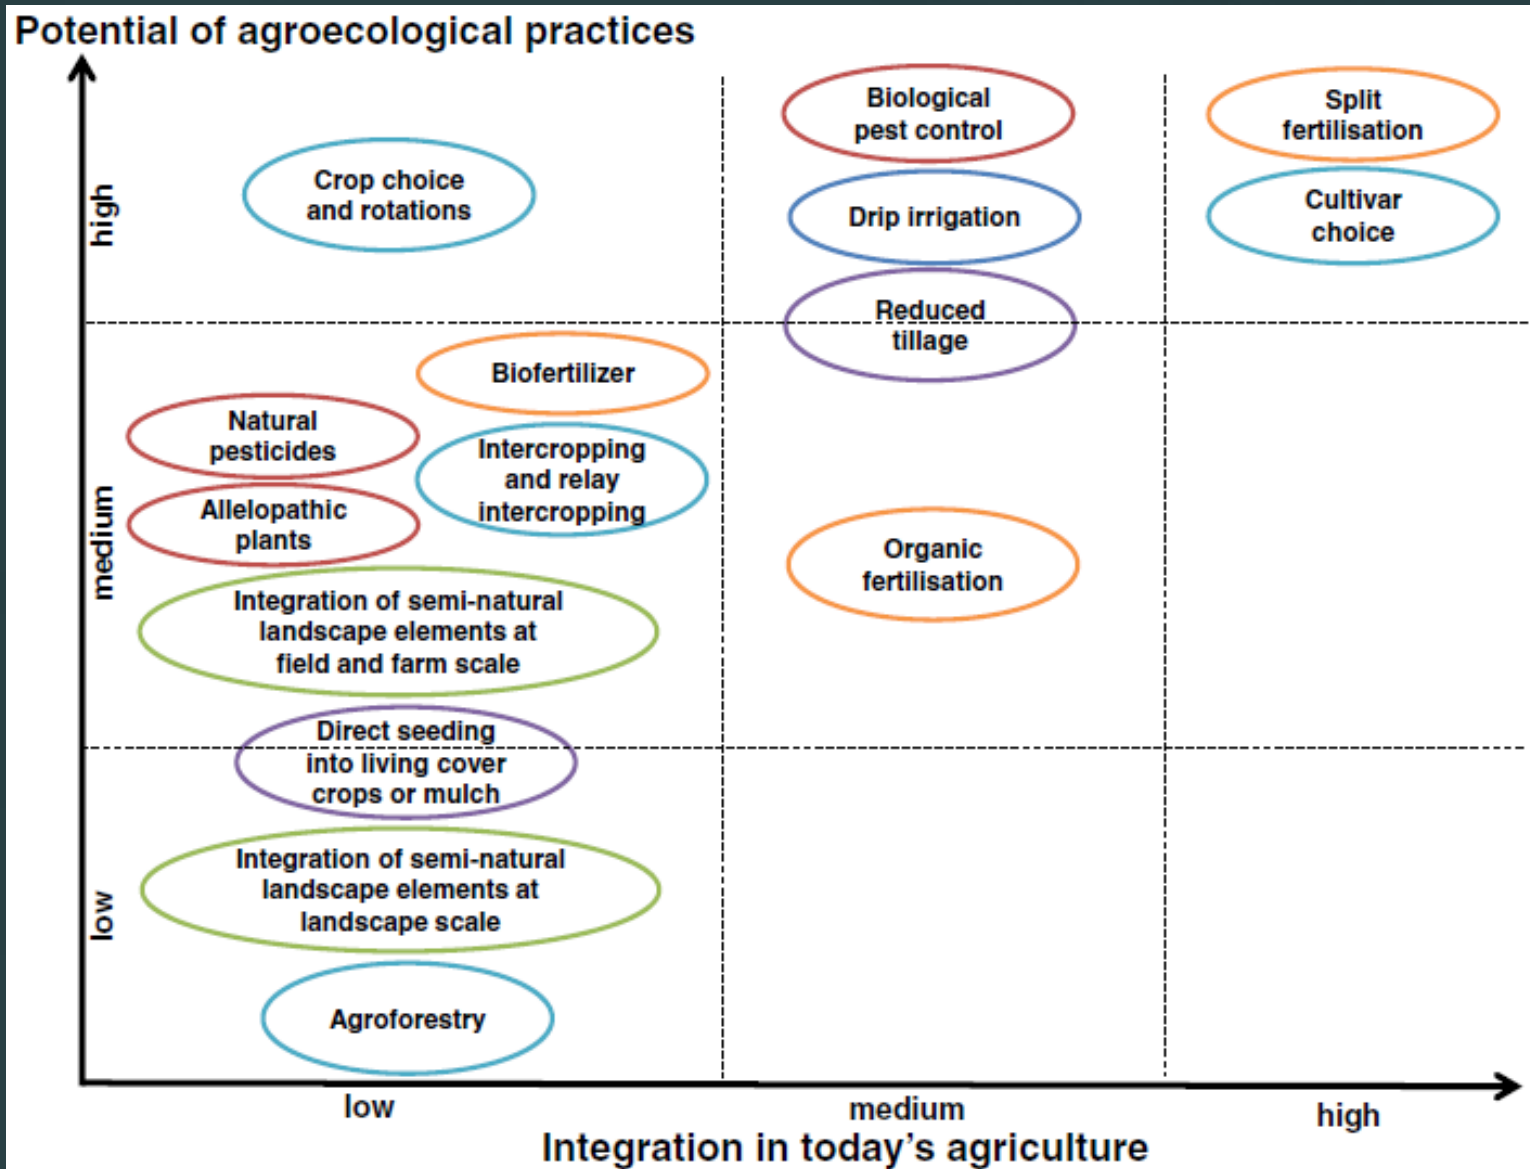 Potential of agroecological practices
high
medium
low
Biological
pest control
Split
fertilisation
Crop choice
and rotations
Drip irrigation
Cultivar
choice
Reduced
tillage
Biofertilizer
Natural
pesticides
Intercropping
and relay
intercropping
Allelopathic
plants
Organic
fertilisation
Integration of semi-natural
landscape elements at
field and farm scale
Direct seeding
into living cover
crops or mulch
Integration of semi-natural
landscape elements at
landscape scale
Agroforestry
low
medium
high
Integration in today’s agriculture